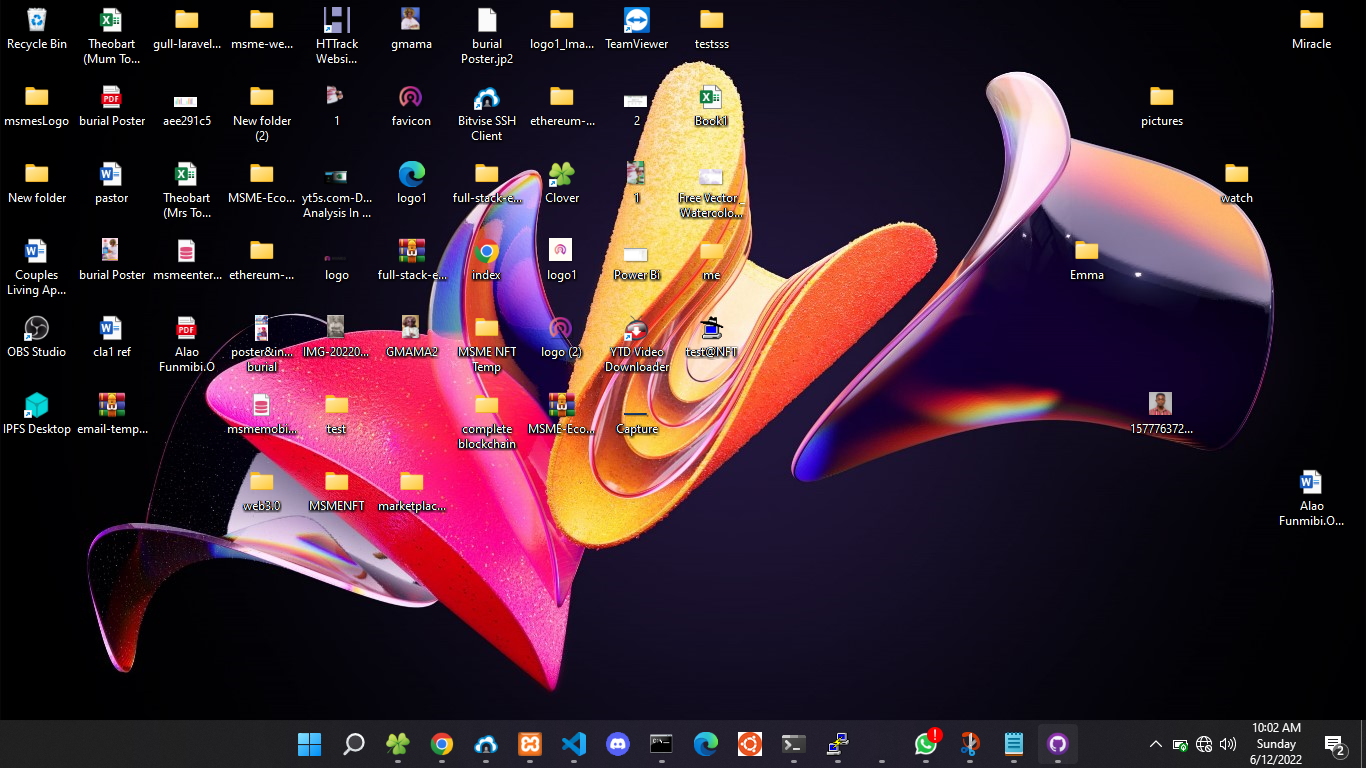 Recycle Bin
Theobart
(Mum To...
gull-laravel...
msme-we...
HTTrack
Websi...
gmama
burial
Poster.jp2
logo1_Ima...
TeamViewer
testsss
Miracle
msmesLogo
burial Poster
aee291c5
New folder
(2)
1
favicon
Bitvise SSH
Client
ethereum-...
2
Book1
pictures
New folder
pastor
Theobart
(Mrs To...
MSME-Eco...
yt5s.com-D...
Analysis In ...
logo1
full-stack-e...
Clover
1
Free Vector_
Watercolo...
watch
Couples
Living Ap...
burial Poster
msmeenter...
ethereum-...
logo
full-stack-e...
index
logo1
Power Bi
me
Emma
OBS Studio
cla1 ref
Alao
Funmibi.O
poster&in...
burial
IMG-20220...
GMAMA2
MSME NFT
Temp
logo (2)
YTD Video
Downloader
test@NFT
IPFS Desktop
email-temp...
msmemobi...
test
complete
blockchain
MSME-Eco...
Capture
157776372...
web3.0
MSMENFT
marketplac...
Alao
Funmibi.O...
10:02 AM
Sunday
6/12/2022
2